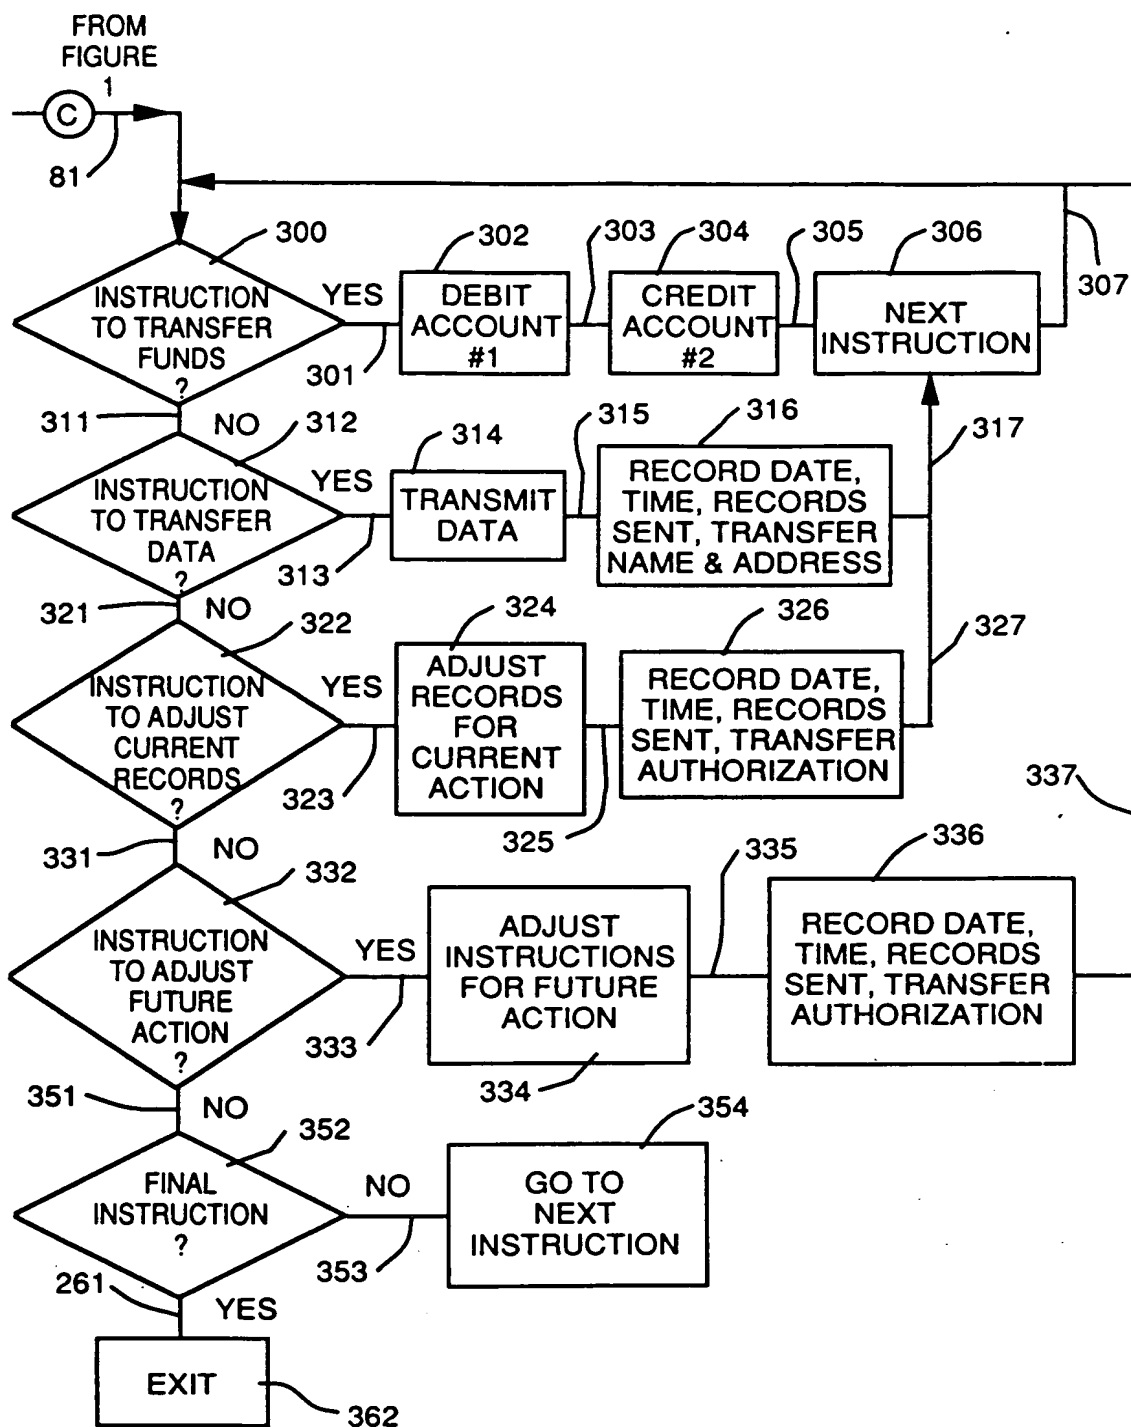 FROM
FIGURE
1
C
81
300
302
303
304
305
306
307
INSTRUCTION
TO TRANSFER
FUNDS
?
YES
301
DEBIT
ACCOUNT
#1
CREDIT
ACCOUNT
#2
NEXT
INSTRUCTION
311
NO
312
314
315
316
317
INSTRUCTION
TO TRANSFER
DATA
?
YES
313
TRANSMIT
DATA
RECORD DATE,
TIME, RECORDS
SENT, TRANSFER
NAME & ADDRESS
321
NO
322
324
326
327
INSTRUCTION
TO ADJUST
CURRENT
RECORDS
?
YES
323
ADJUST
RECORDS
FOR
CURRENT
ACTION
325
RECORD DATE,
TIME, RECORDS
SENT, TRANSFER
AUTHORIZATION
337
331
NO
332
335
336
INSTRUCTION
TO ADJUST
FUTURE
ACTION
?
YES
333
ADJUST
INSTRUCTIONS
FOR FUTURE
ACTION
334
RECORD DATE,
TIME, RECORDS
SENT, TRANSFER
AUTHORIZATION
351
NO
352
354
FINAL
INSTRUCTION
?
NO
353
GO TO
NEXT
INSTRUCTION
261
YES
EXIT
362